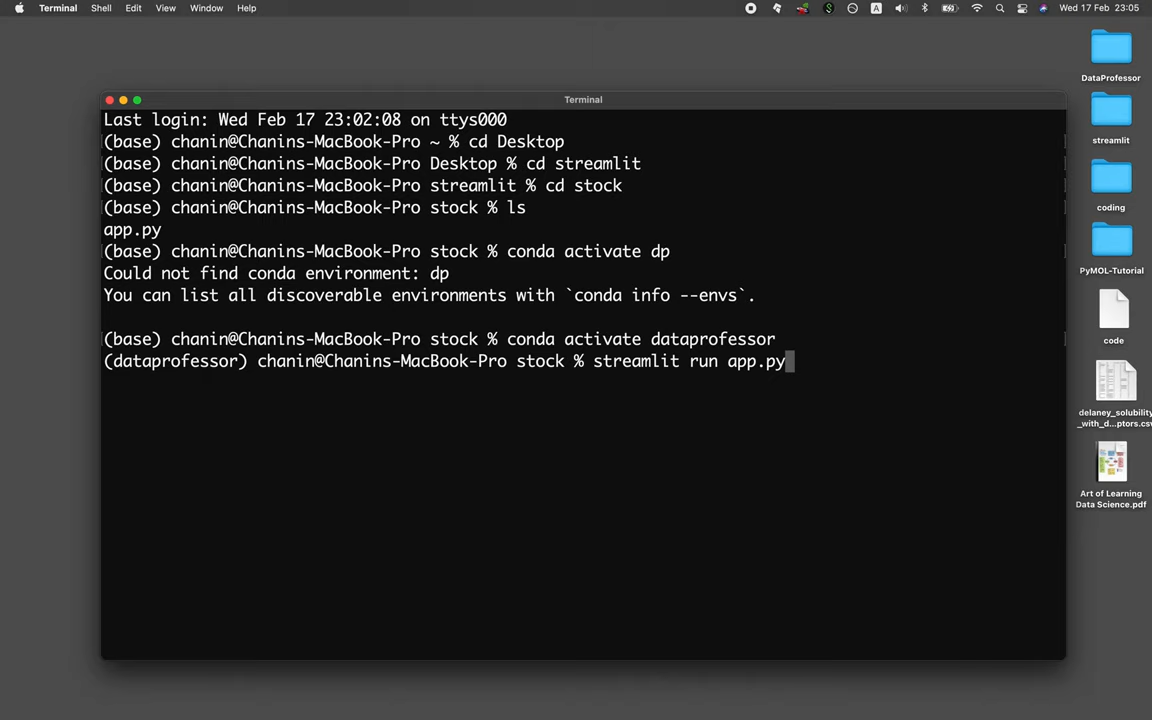 Terminal Shell Edit View Window Help A Wed 17 Feb 23:05
Terminal
Last login: Wed Feb 17 23:02:08 on ttys000
(base) chanin@Chanins-MacBook-Pro ~ % cd Desktop
(base) chanin@Chanins-MacBook-Pro Desktop % cd streamlit
(base) chanin@Chanins-MacBook-Pro streamlit % cd stock
(base) chanin@Chanins-MacBook-Pro stock % ls
app.py
(base) chanin@Chanins-MacBook-Pro stock % conda activate dp
Could not find conda environment: dp
You can list all discoverable environments with `conda info --envs`.
(base) chanin@Chanins-MacBook-Pro stock % conda activate dataprofessor
(dataprofessor) chanin@Chanins-MacBook-Pro stock % streamlit run app.py
DataProfessor
streamlit
coding
PyMOL-Tutorial
code
delaney_solubility
_with_d...ptors.csv
Art of Learning
Data Science.pdf